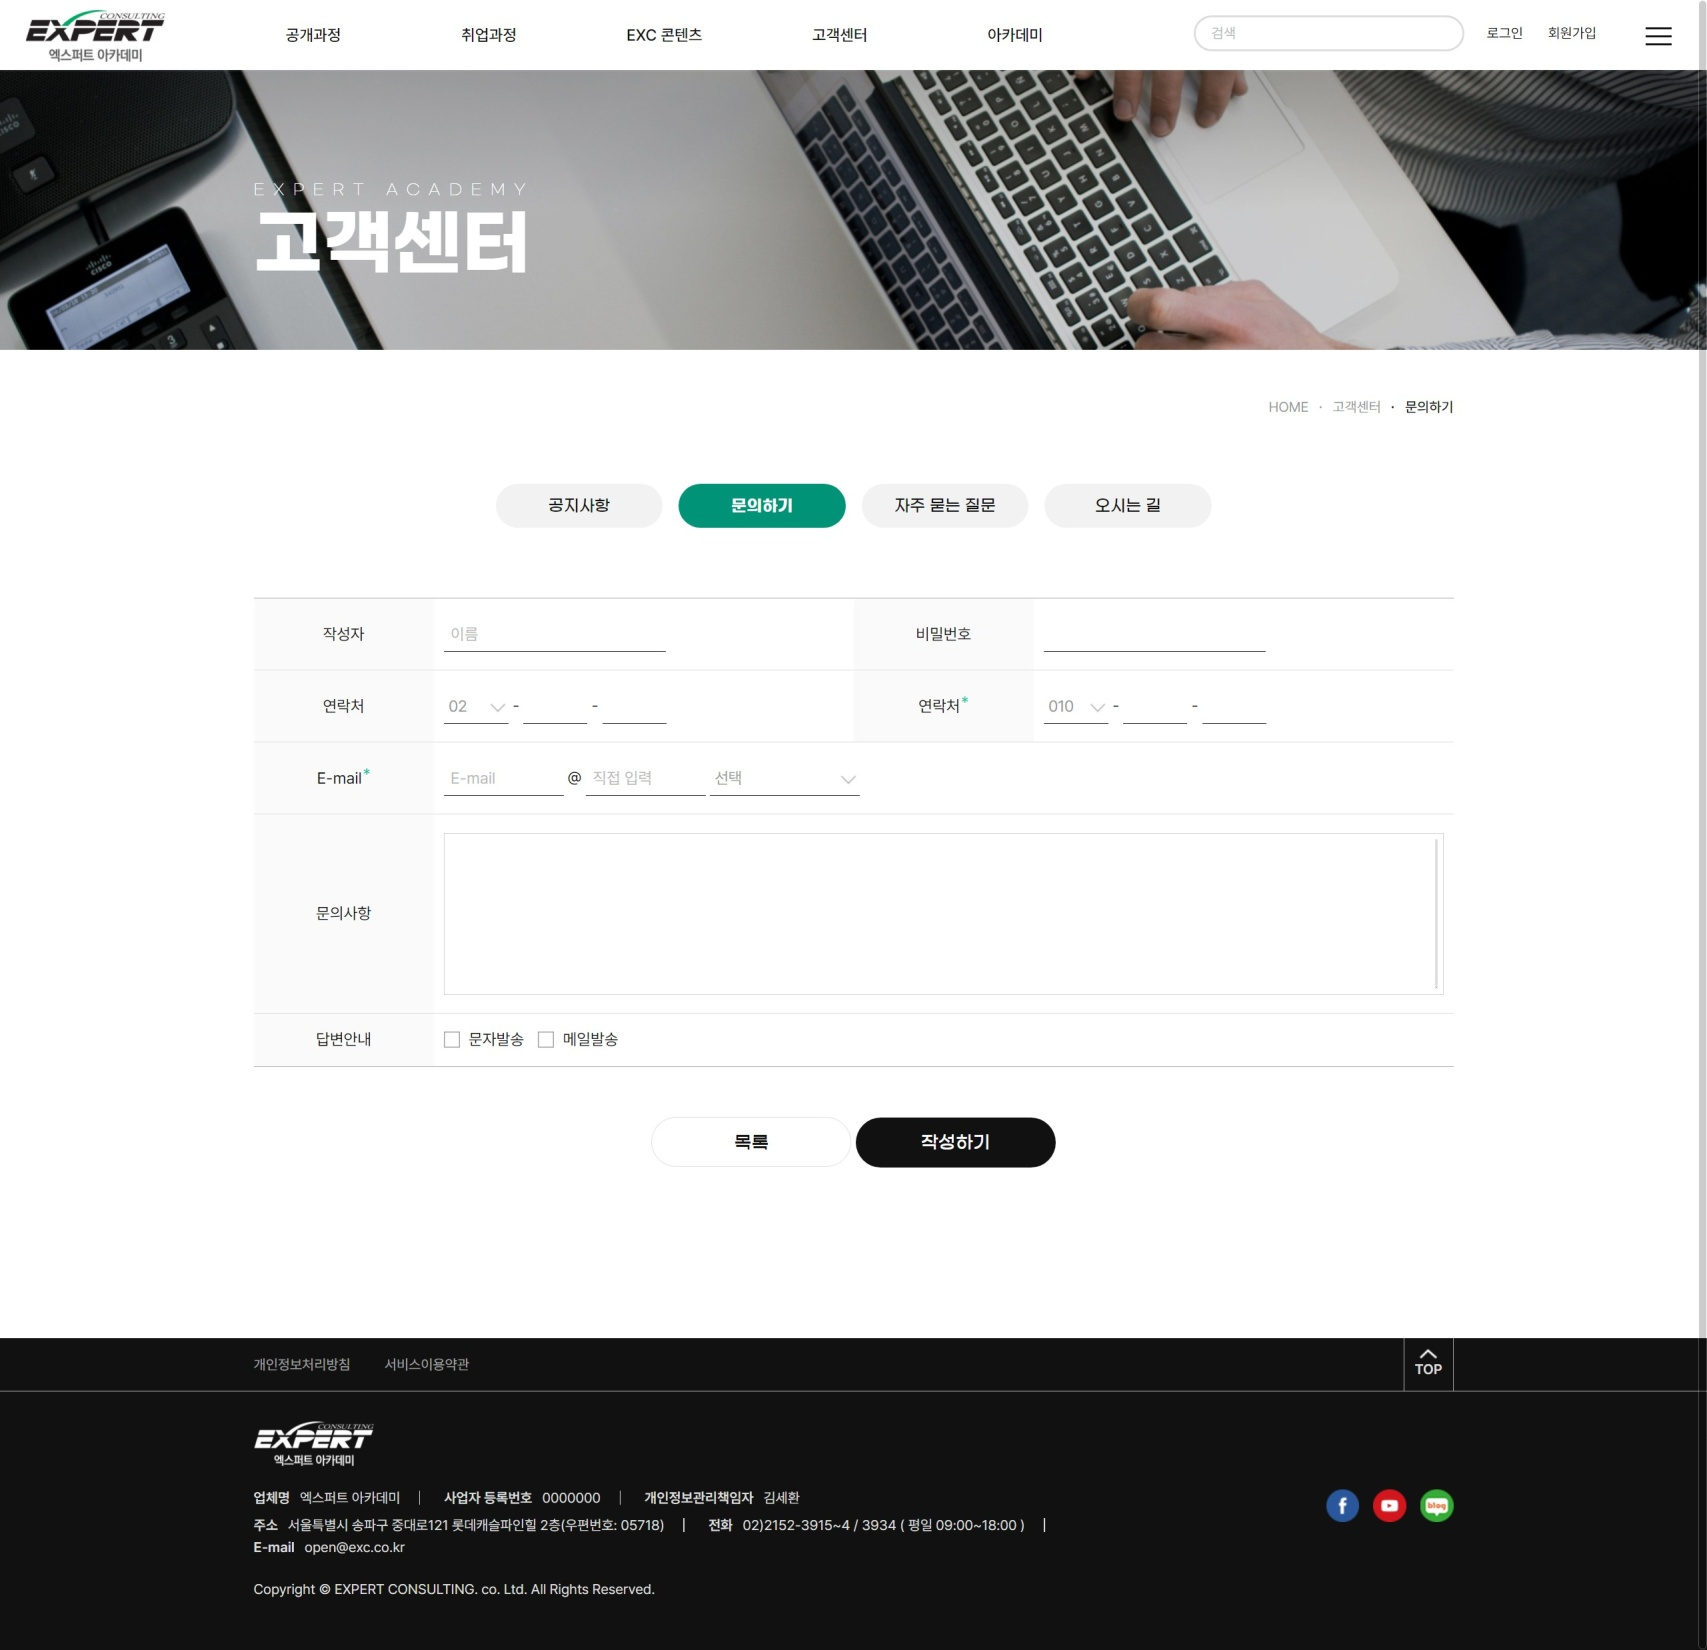 CONSULTING
EXPERT
엑스퍼트 아카데미
공개과정 취업과정 EXC 콘텐츠 고객센터 아카데미 검색 로그인 회원가입
EXPERT ACADEMY
고객센터
CISCO
HOME · 고객센터 · 문의하기
공지사항 문의하기 자주 묻는 질문 오시는 길
작성자 이름 비밀번호
연락처 02 - - 연락처* 010 - -
E-mail* E-mail @ 직접 입력 선택
문의사항
답변안내 문자발송 메일발송
목록 작성하기
개인정보처리방침 서비스이용약관 TOP
CONSULTING
EXPERT
엑스퍼트 아카데미
업체명 엑스퍼트 아카데미 | 사업자 등록번호 0000000 | 개인정보관리책임자 김세환
주소 서울특별시 송파구 중대로121 롯데캐슬파인힐 2층(우편번호: 05718) | 전화 02)2152-3915~4 / 3934 ( 평일 09:00~18:00 ) |
E-mail open@exc.co.kr
blog
Copyright © EXPERT CONSULTING. co. Ltd. All Rights Reserved.